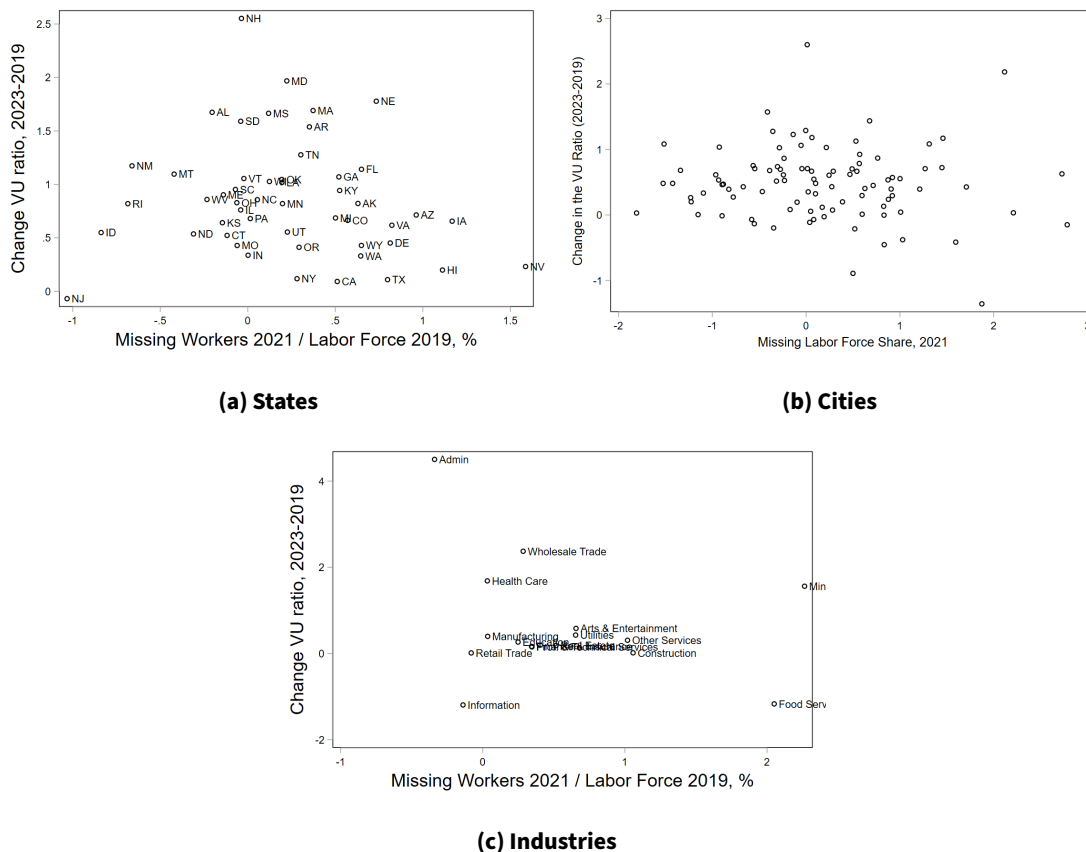 Change VU ratio, 2023-2019
2.5
2
1.5
1
.5
0
NH
MD
NE
AL
MS
MA
SD
AR
TN
NM
MT
FL
VT
OK
LA
GA
SC
KY
ME
WV
NC
RI
OH
MN
AK
IL
AZ
PA
MI
CO
IA
KS
VA
ID
ND
CT
UT
MO
OR
WY
DE
IN
WA
NV
HI
NY
CA
TX
NJ
-1
-.5
0
.5
1
1.5
Missing Workers 2021 / Labor Force 2019, %
(a) States
Change in the VU Ratio (2023-2019)
3
2
1
0
-1
-2
-1
0
1
2
3
Missing Labor Force Share, 2021
(b) Cities
Change VU ratio, 2023-2019
4
2
0
-2
Admin
Wholesale Trade
Health Care
Min
Arts & Entertainment
Manufacturing
Utilities
Education
Other Services
Retail Trade
Construction
Information
Food Serv
-1
0
1
2
Missing Workers 2021 / Labor Force 2019, %
(c) Industries